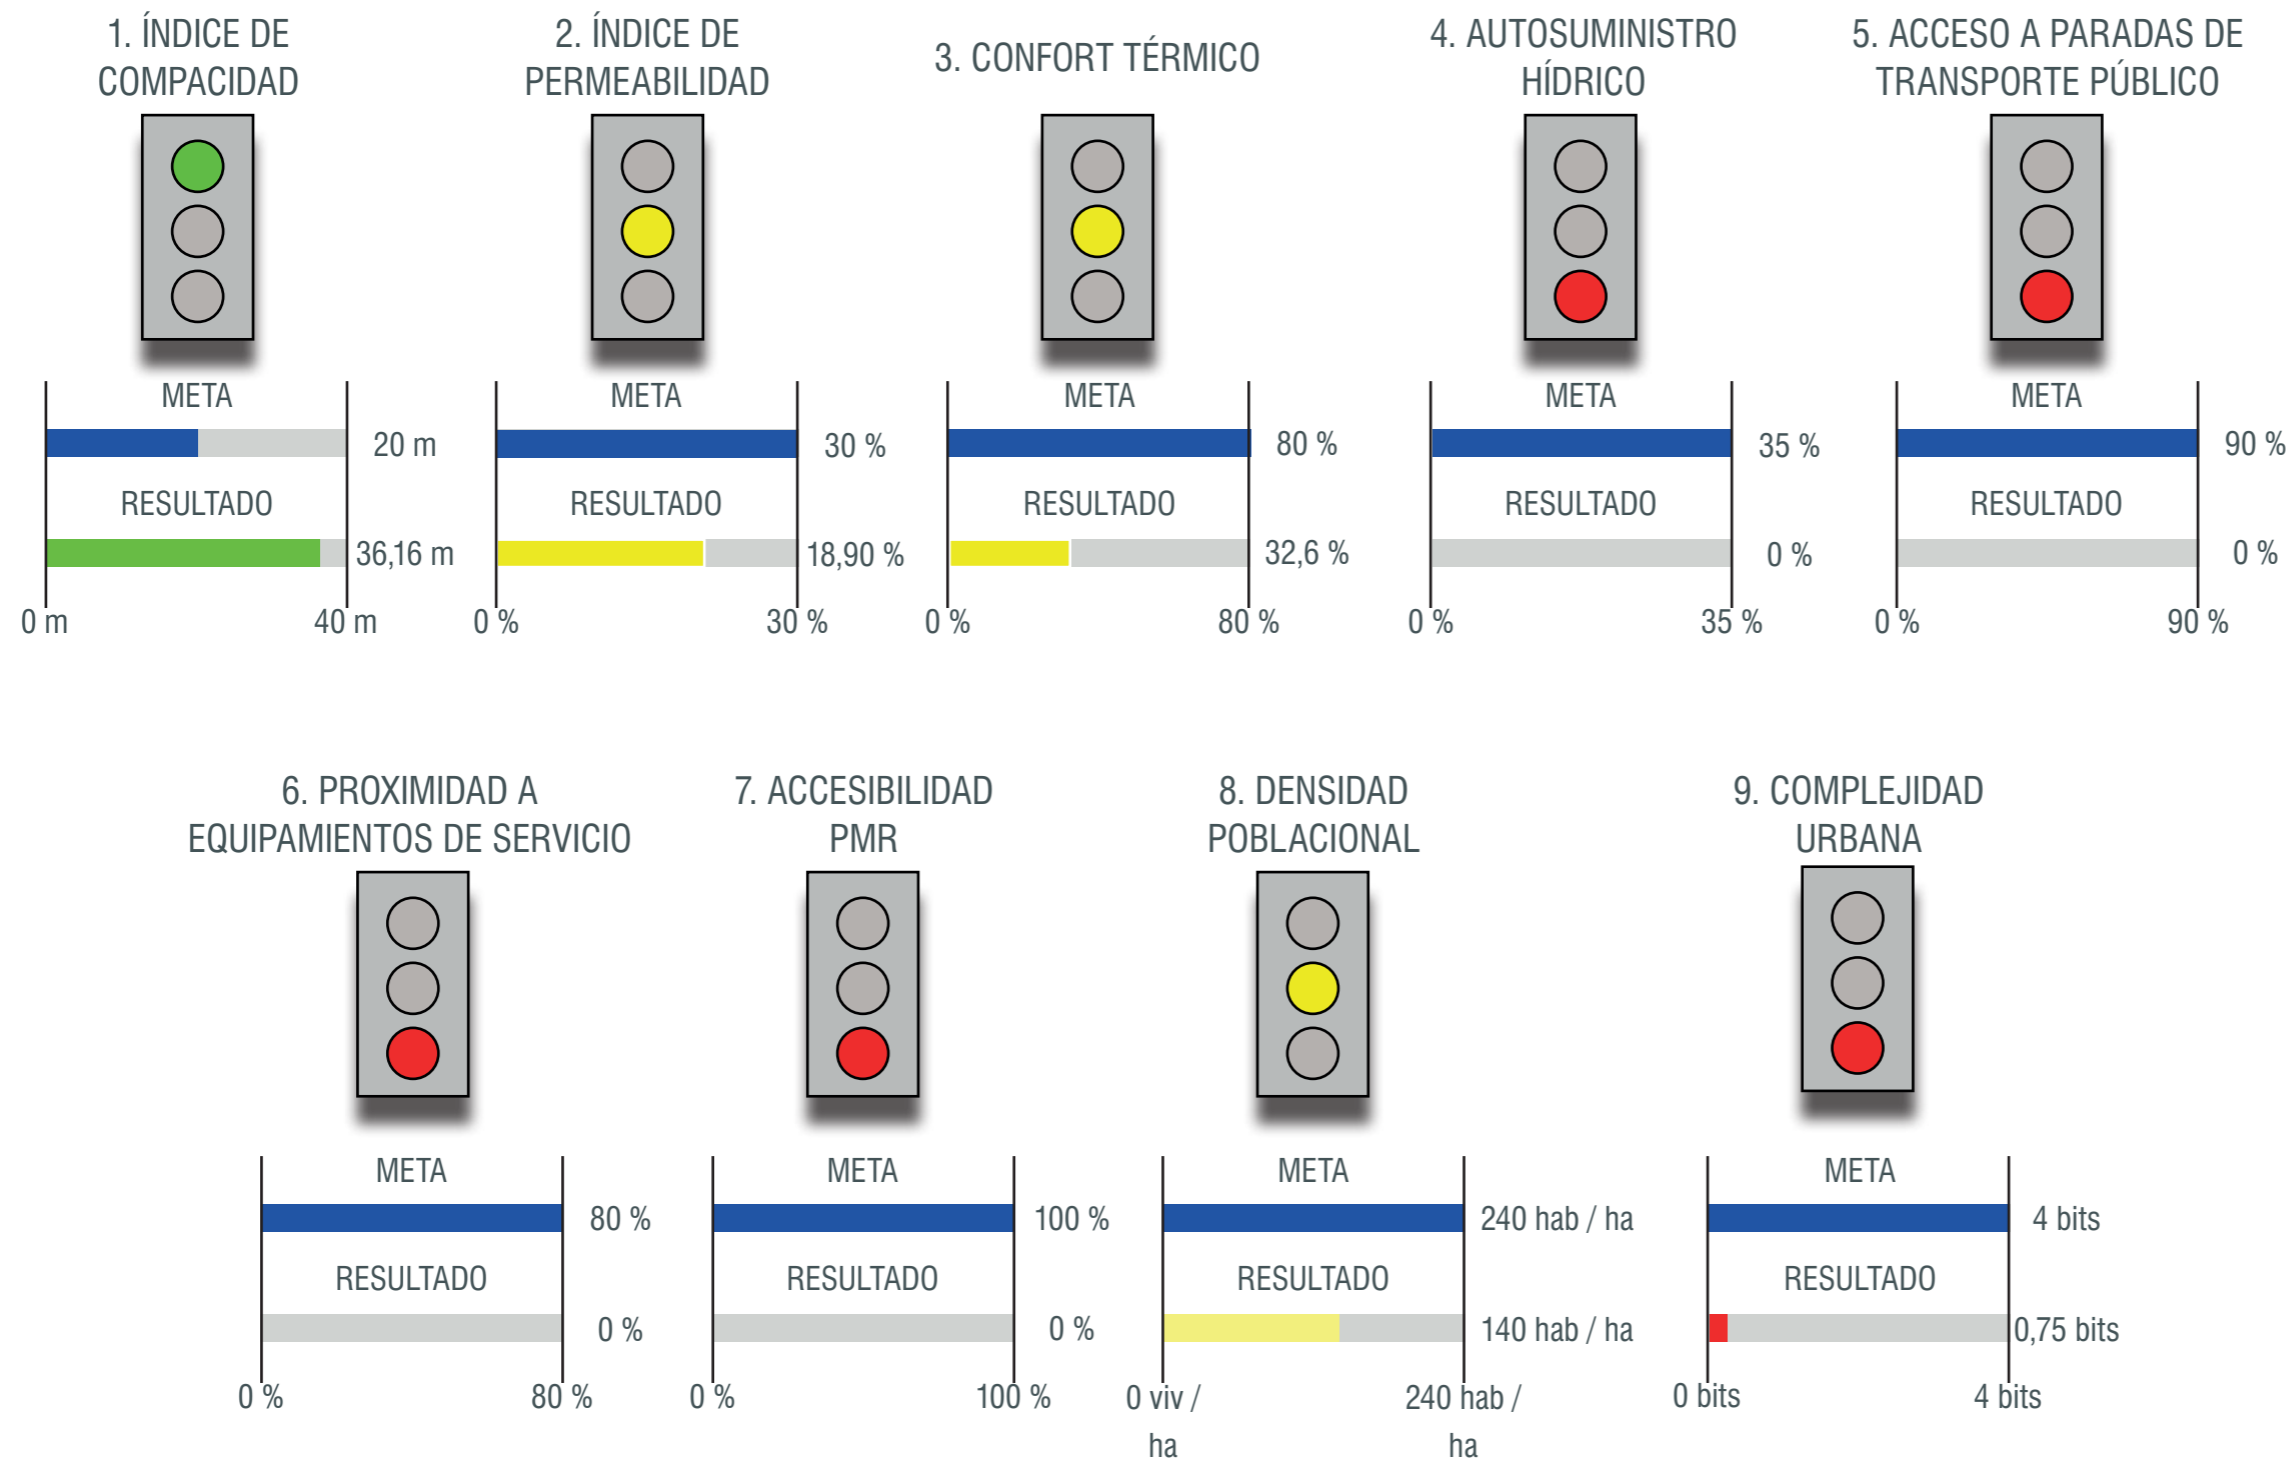 1. ÍNDICE DE
COMPACIDAD
2. ÍNDICE DE
PERMEABILIDAD
3. CONFORT TÉRMICO
4. AUTOSUMINISTRO
HÍDRICO
5. ACCESO A PARADAS DE
TRANSPORTE PÚBLICO
META
20 m
RESULTADO
36,16 m
0 m
40 m
META
30 %
RESULTADO
18,90 %
0 %
30 %
META
80 %
RESULTADO
32,6 %
0 %
80 %
META
35 %
RESULTADO
0 %
0 %
35 %
META
90 %
RESULTADO
0 %
0 %
90 %
6. PROXIMIDAD A
EQUIPAMIENTOS DE SERVICIO
7. ACCESIBILIDAD
PMR
8. DENSIDAD
POBLACIONAL
9. COMPLEJIDAD
URBANA
META
80 %
RESULTADO
0 %
0 %
80 %
META
100 %
RESULTADO
0 %
0 %
100 %
META
240 hab / ha
RESULTADO
140 hab / ha
0 viv /
ha
240 hab /
ha
META
4 bits
RESULTADO
0,75 bits
0 bits
4 bits